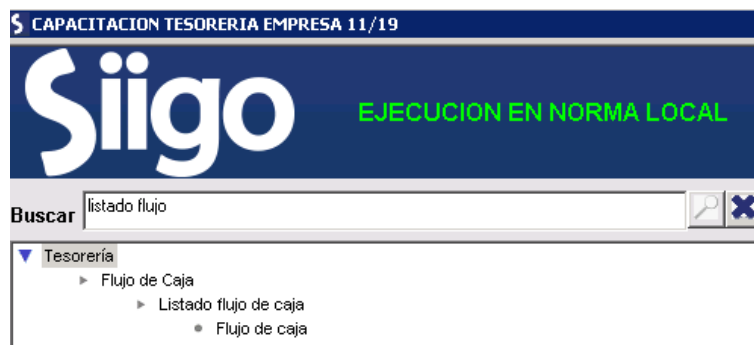 CAPACITACION TESORERIA EMPRESA 11/19
Siigo
EJECUCION EN NORMA LOCAL
Buscar listado flujo
Tesorería
Flujo de Caja
Listado flujo de caja
Flujo de caja